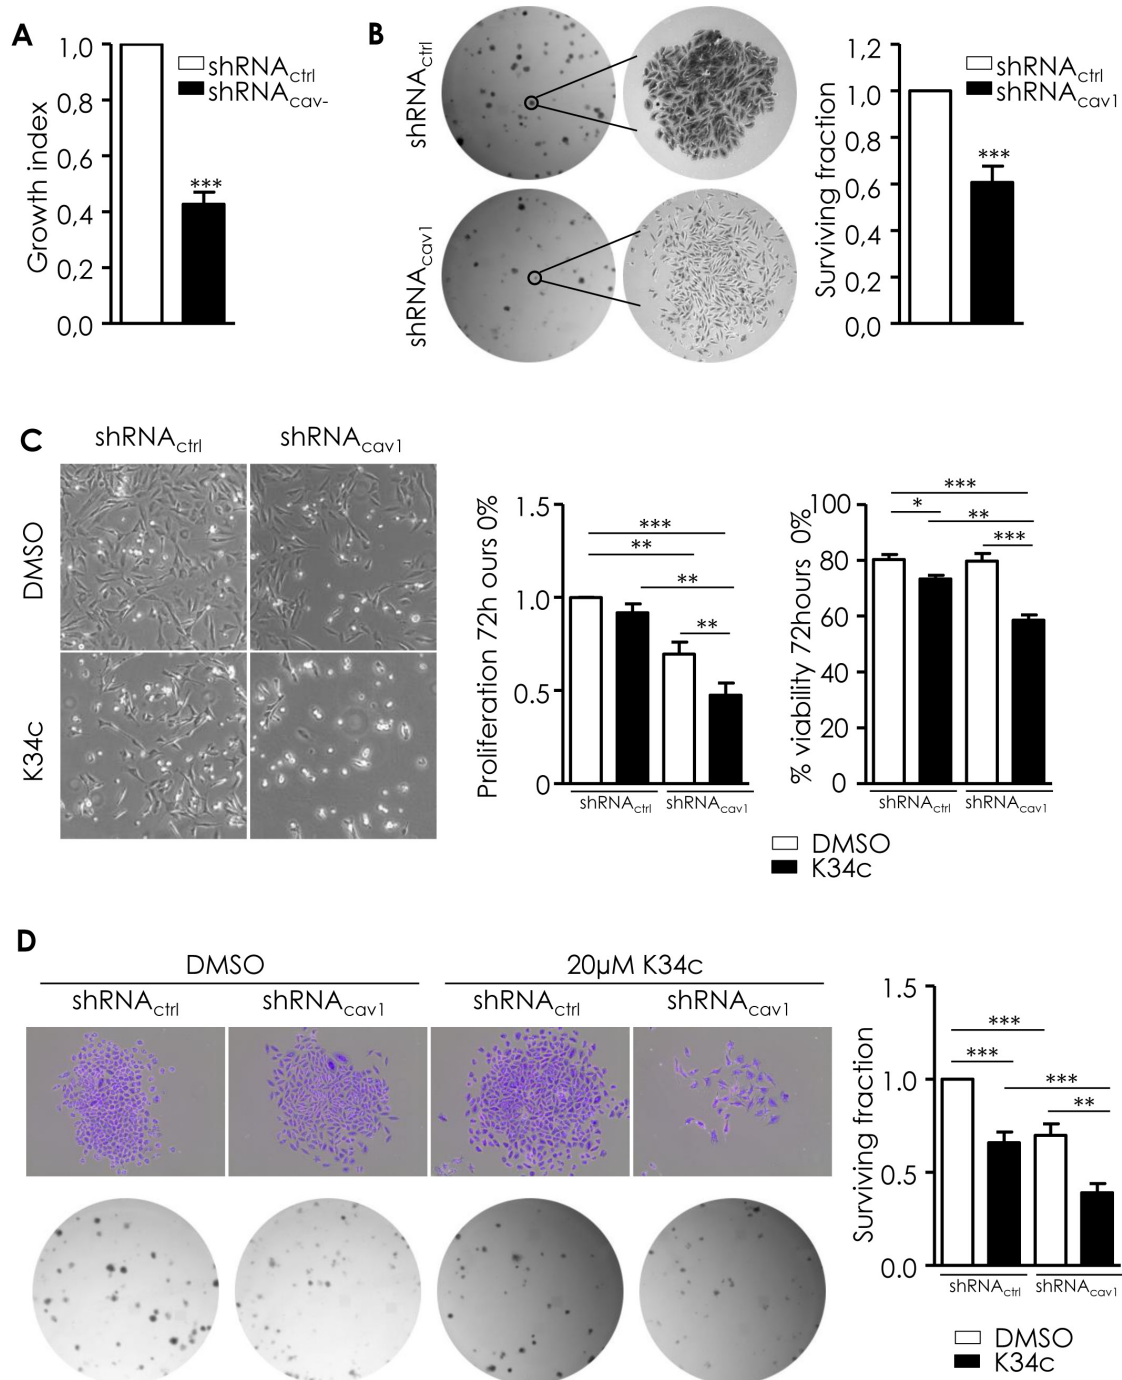 A
1,0
0,8
0,6
0,4
0,2
0,0
Growth index
shRNActrl
shRNAcav-
***
B
shRNActrl
shRNAcav1
1,2
1,0
0,8
0,6
0,4
0,2
0,0
Surviving fraction
shRNActrl
shRNAcav1
***
C
shRNActrl
shRNAcav1
DMSO
K34c
Proliferation 72h ours 0%
1.5
1.0
0.5
0
***
**
**
**
shRNActrl
shRNAcav1
% viability 72hours 0%
100
80
60
40
20
0
***
*
**
***
shRNActrl
shRNAcav1
DMSO
K34c
D
DMSO
20µM K34c
shRNActrl
shRNAcav1
shRNActrl
shRNAcav1
Surviving fraction
1.5
1.0
0.5
0.0
***
***
***
**
shRNActrl
shRNAcav1
DMSO
K34c